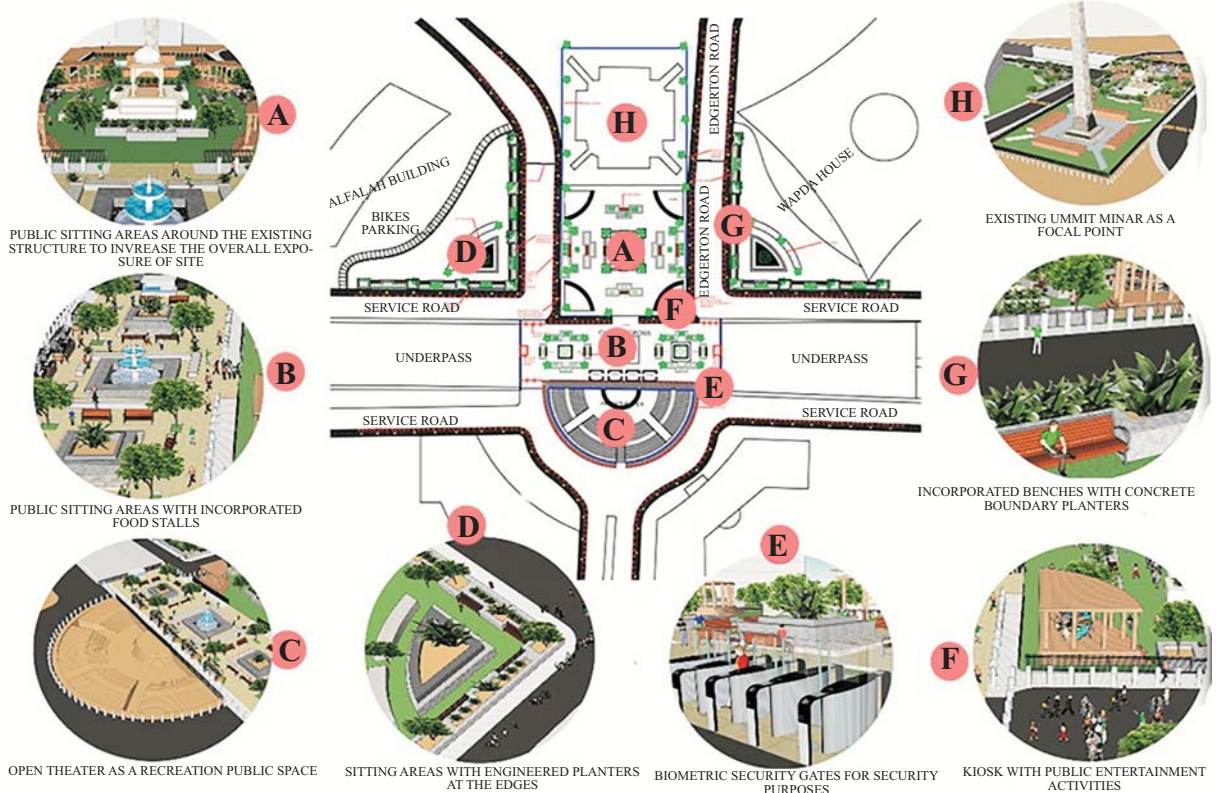 A
PUBLIC SITTING AREAS AROUND THE EXISTING
STRUCTURE TO INVREASE THE OVERALL EXPO-
SURE OF SITE
B
PUBLIC SITTING AREAS WITH INCORPORATED
FOOD STALLS
C
OPEN THEATER AS A RECREATION PUBLIC SPACE
ALFALAH BUILDING
BIKES
PARKING
D
H
A
EDGERTON ROAD
EDGERTON ROAD
G
WAPDA HOUSE
SERVICE ROAD
F
SERVICE ROAD
UNDERPASS
B
UNDERPASS
E
SERVICE ROAD
C
SERVICE ROAD
D
SITTING AREAS WITH ENGINEERED PLANTERS
AT THE EDGES
E
BIOMETRIC SECURITY GATES FOR SECURITY
PURPOSES
H
EXISTING UMMIT MINAR AS A
FOCAL POINT
G
INCORPORATED BENCHES WITH CONCRETE
BOUNDARY PLANTERS
F
KIOSK WITH PUBLIC ENTERTAINMENT
ACTIVITIES